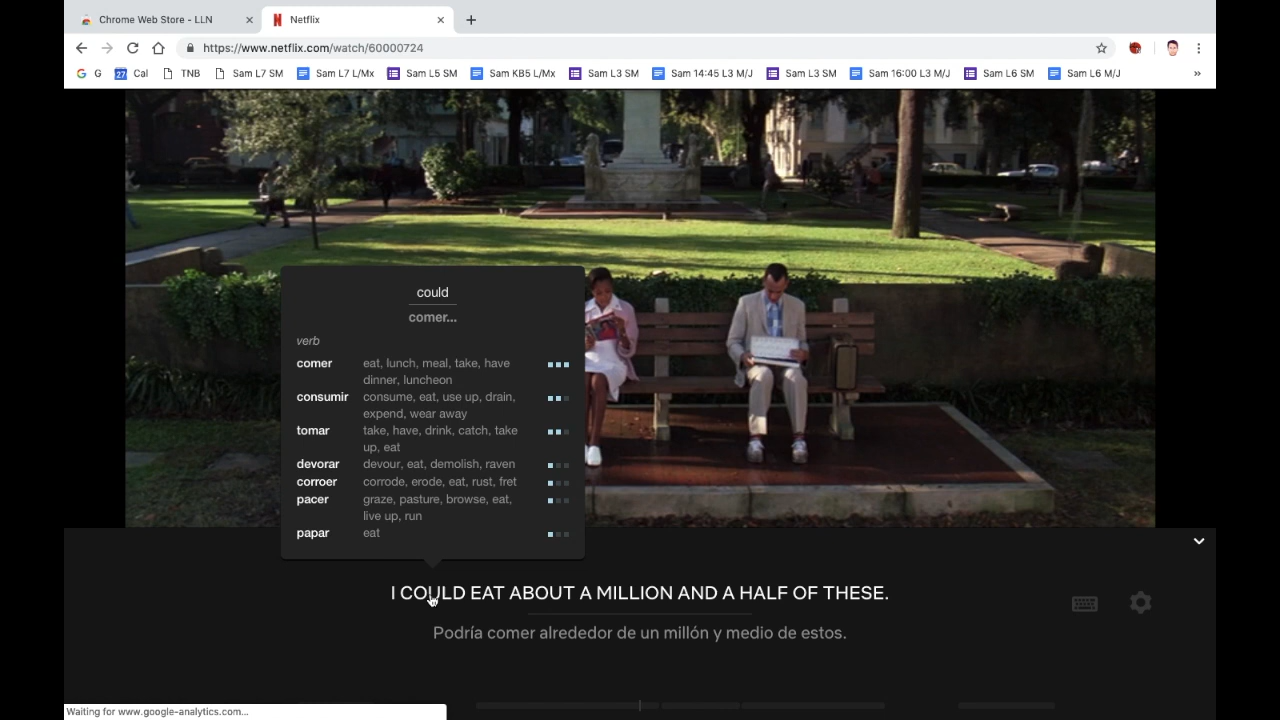 Chrome Web Store - LLN
Netflix
https://www.netflix.com/watch/60000724
G 27 Cal TNB Sam L7 SM Sam L7 L/Mx Sam L5 SM Sam KB5 L/Mx Sam L3 SM Sam 14:45 L3 M/J Sam L3 SM Sam 16:00 L3 M/J Sam L6 SM Sam L6 M/J »
could
comer...
verb
comer eat, lunch, meal, take, have
dinner, luncheon
consumir consume, eat, use up, drain,
expend, wear away
tomar take, have, drink, catch, take
up, eat
devorar devour, eat, demolish, raven
corroer corrode, erode, eat, rust, fret
pacer graze, pasture, browse, eat,
live up, run
papar eat
I COULD EAT ABOUT A MILLION AND A HALF OF THESE.
Podría comer alrededor de un millón y medio de estos.
Waiting for www.google-analytics.com...